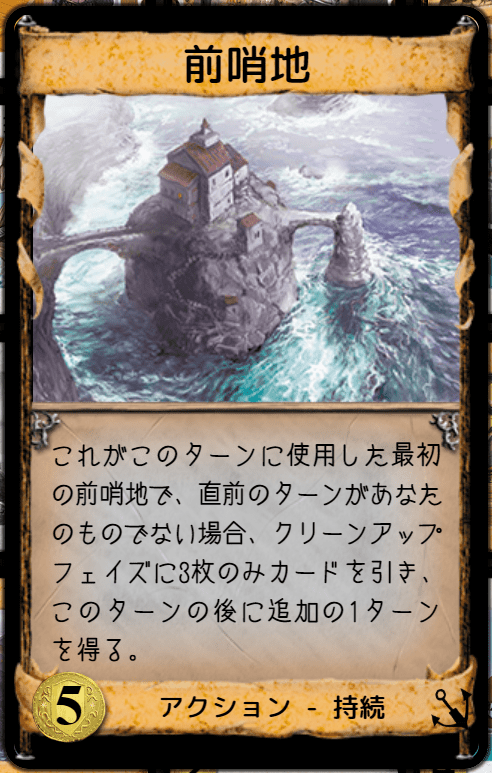 前哨地
これがこのターンに使用した最初
の前哨地で、直前のターンがあなた
のものでない場合、クリーンアップ
フェイズに3枚のみカードを引き、
このターンの後に追加の1ターン
を得る。
5
アクション - 持続